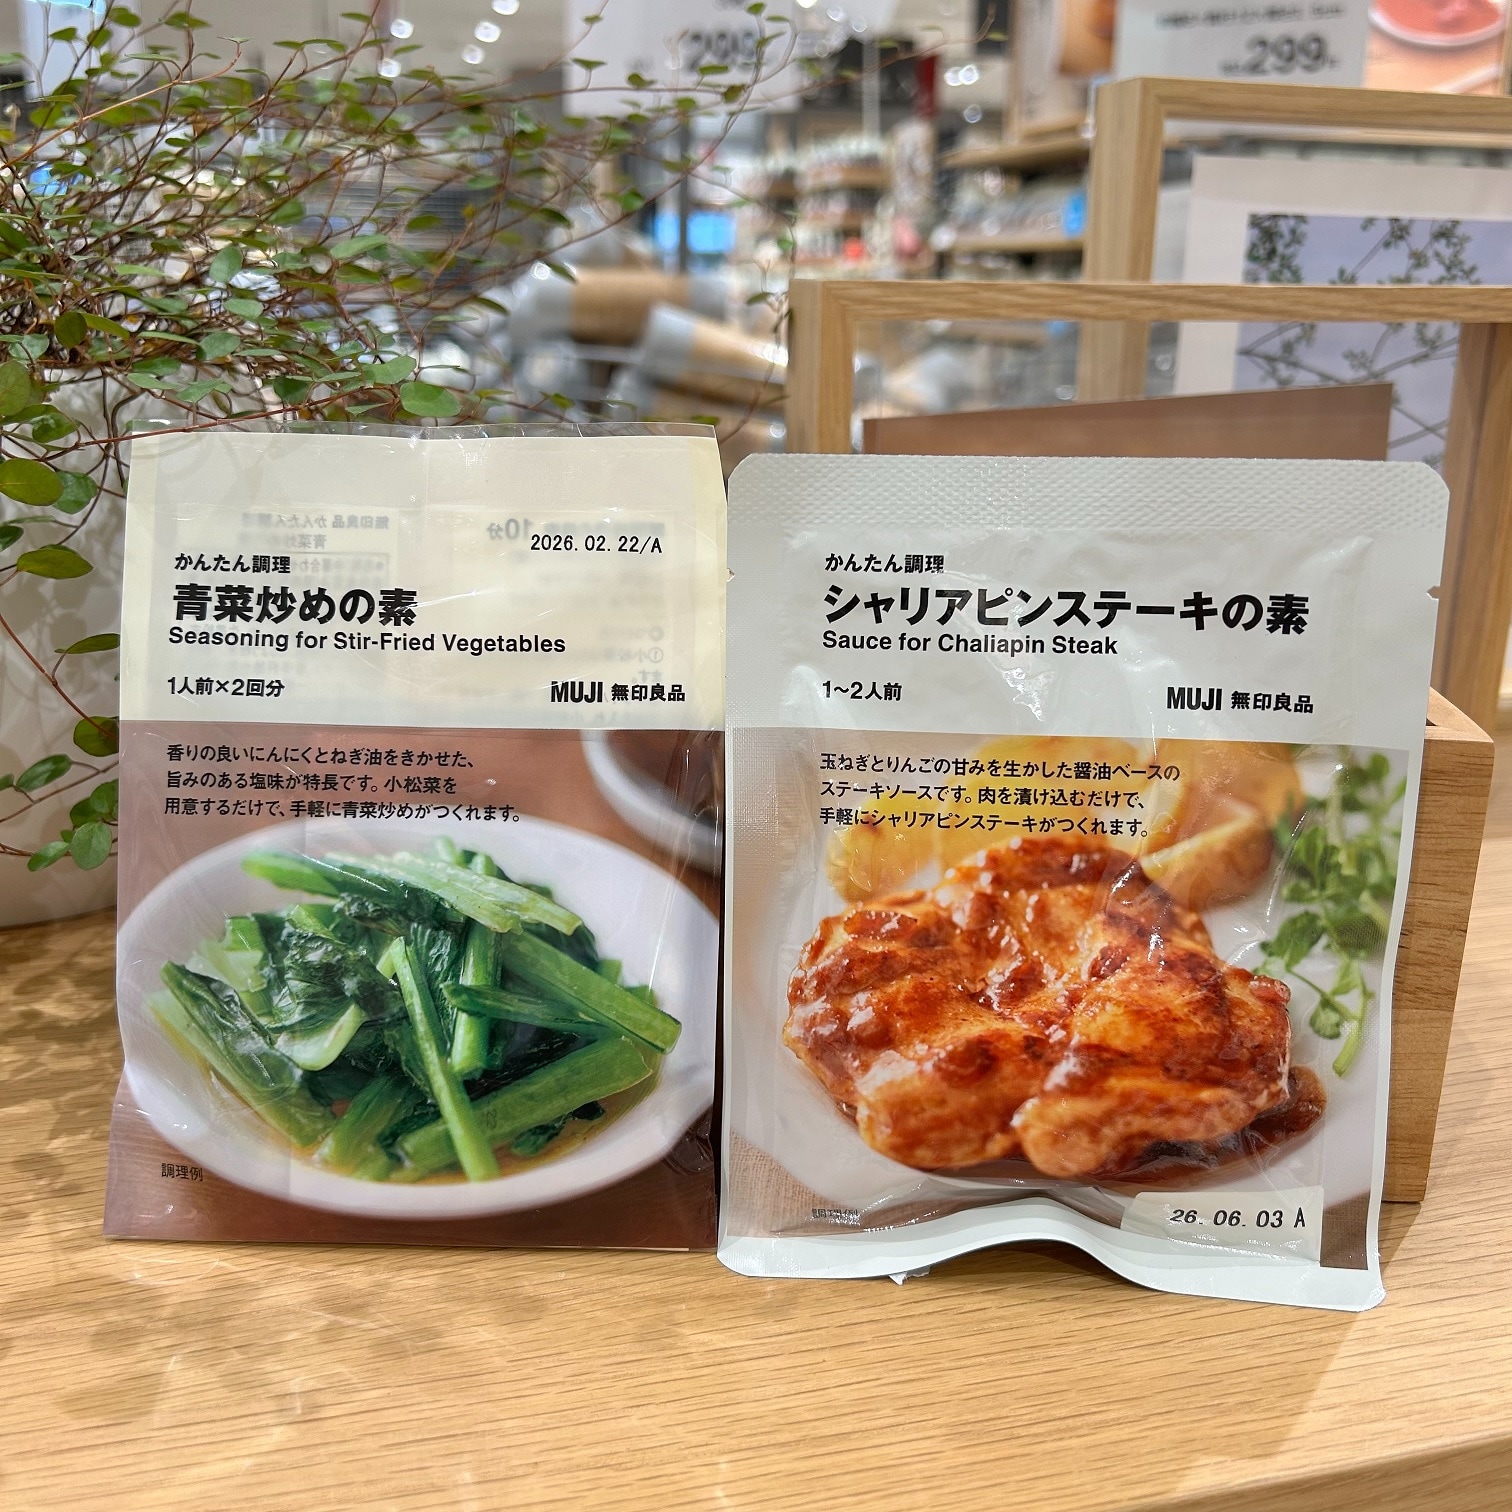 299
299
2026.02.22/A
かんたん調理
青菜炒めの素
Seasoning for Stir-Fried Vegetables
1人前×2回分
MUJI 無印良品
香りの良いにんにくとねぎ油をきかせた、
旨みのある塩味が特長です。小松菜を
用意するだけで、手軽に青菜炒めがつくれます。
調理例
かんたん調理
シャリアピンステーキの素
Sauce for Chaliapin Steak
1〜2人前
MUJI 無印良品
玉ねぎとりんごの甘みを生かした醤油ベースの
ステーキソースです。肉を漬け込むだけで、
手軽にシャリアピンステーキがつくれます。
調理例
26.06.03 A